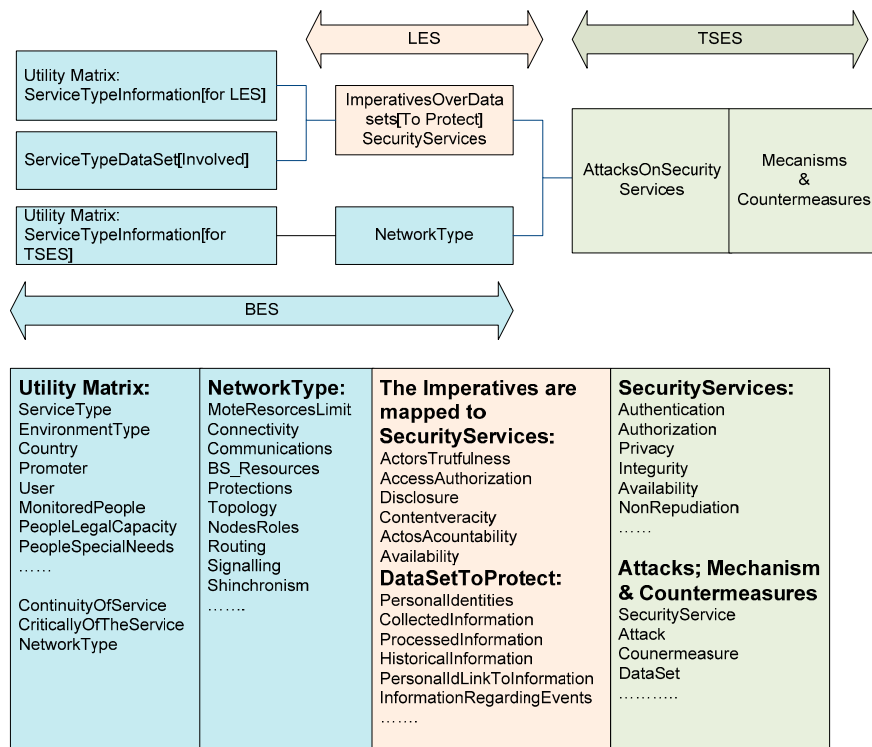 LES
TSES
Utility Matrix:
ServiceTypeInformation[for LES]
ImperativesOverData
sets[To Protect]
SecurityServices
ServiceTypeDataSet[Involved]
AttacksOnSecurity
Services
Mecanisms
&
Countermeasures
Utility Matrix:
ServiceTypeInformation[for
TSES]
NetworkType
BES
Utility Matrix:
ServiceType
EnvironmentType
Country
Promoter
User
MonitoredPeople
PeopleLegalCapacity
PeopleSpecialNeeds
……
ContinuityOfService
CriticallyOfTheService
NetworkType
NetworkType:
MoteResorcesLimit
Connectivity
Communications
BS_Resources
Protections
Topology
NodesRoles
Routing
Signalling
Shinchronism
…….
The Imperatives are
mapped to
SecurityServices:
ActorsTrutfulness
AccessAuthorization
Disclosure
Contentveracity
ActosAcountability
Availability
DataSetToProtect:
PersonalIdentities
CollectedInformation
ProcessedInformation
HistoricalInformation
PersonalIdLinkToInformation
InformationRegardingEvents
…….
SecurityServices:
Authentication
Authorization
Privacy
Integurity
Availability
NonRepudiation
……
Attacks; Mechanism
& Countermeasures
SecurityService
Attack
Counermeasure
DataSet
………..